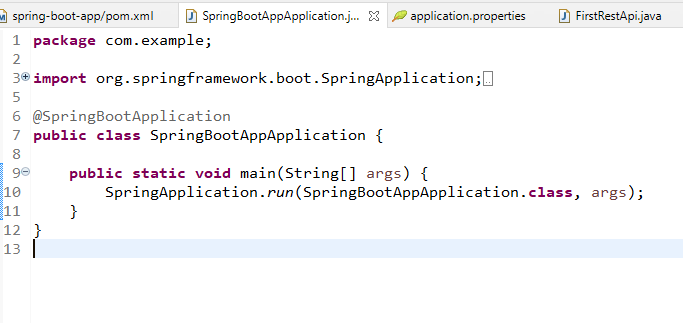 spring-boot-app/pom.xml SpringBootAppApplication.j... application.properties FirstRestApi.java
1 package com.example;
2
3 import org.springframework.boot.SpringApplication;
5
6 @SpringBootApplication
7 public class SpringBootAppApplication {
8
9 public static void main(String[] args) {
10 SpringApplication.run(SpringBootAppApplication.class, args);
11 }
12 }
13